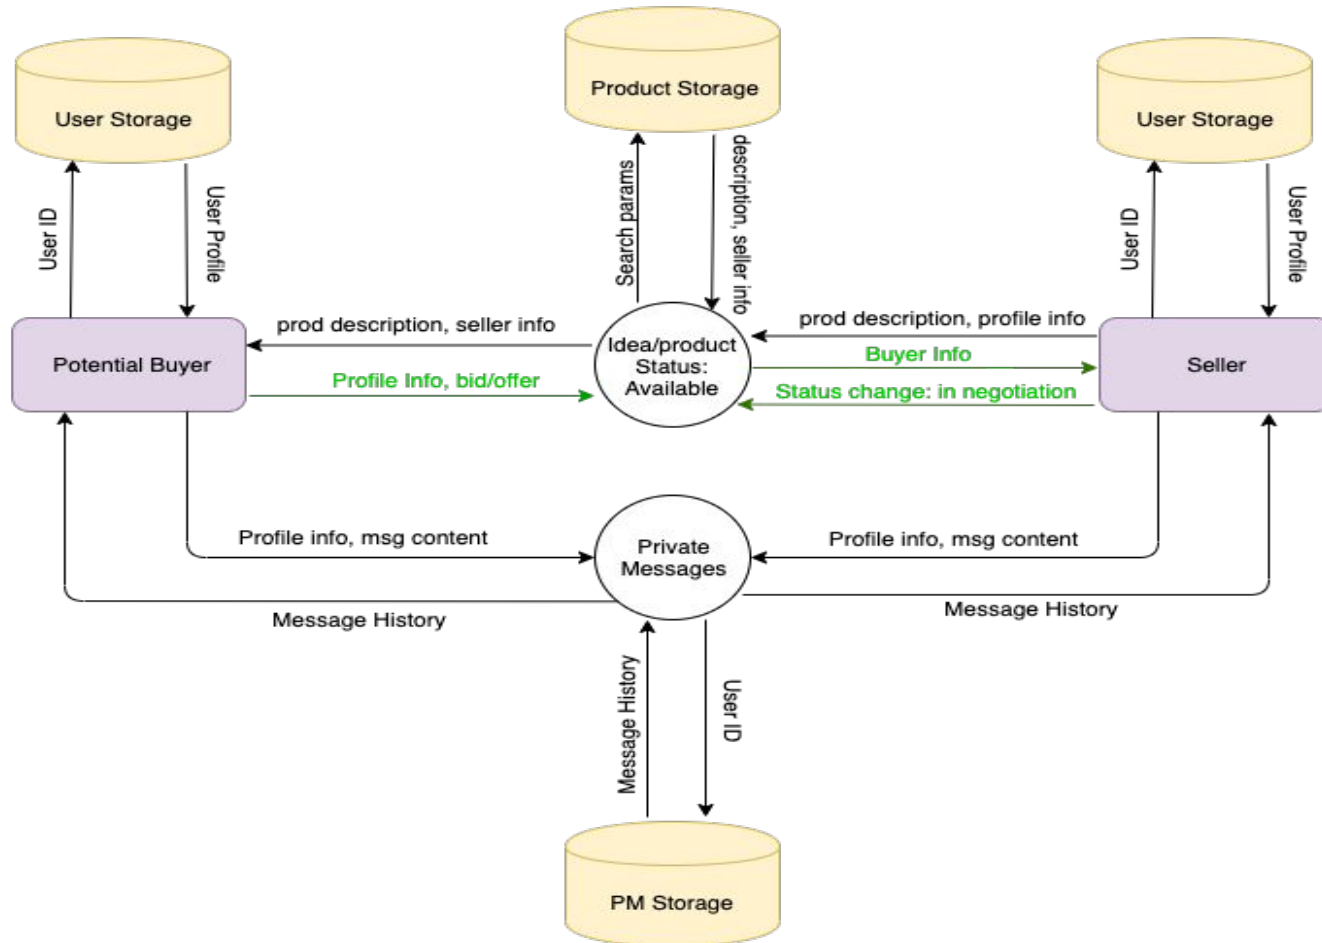 Product Storage
User Storage
User Storage
User ID
User Profile
Search params
description, seller info
User ID
User Profile
prod description, seller info
prod description, profile info
Potential Buyer
Idea/product
Status:
Available
Buyer Info
Seller
Profile Info, bid/offer
Status change: in negotiation
Profile info, msg content
Private
Messages
Profile info, msg content
Message History
Message History
Message History
User ID
PM Storage